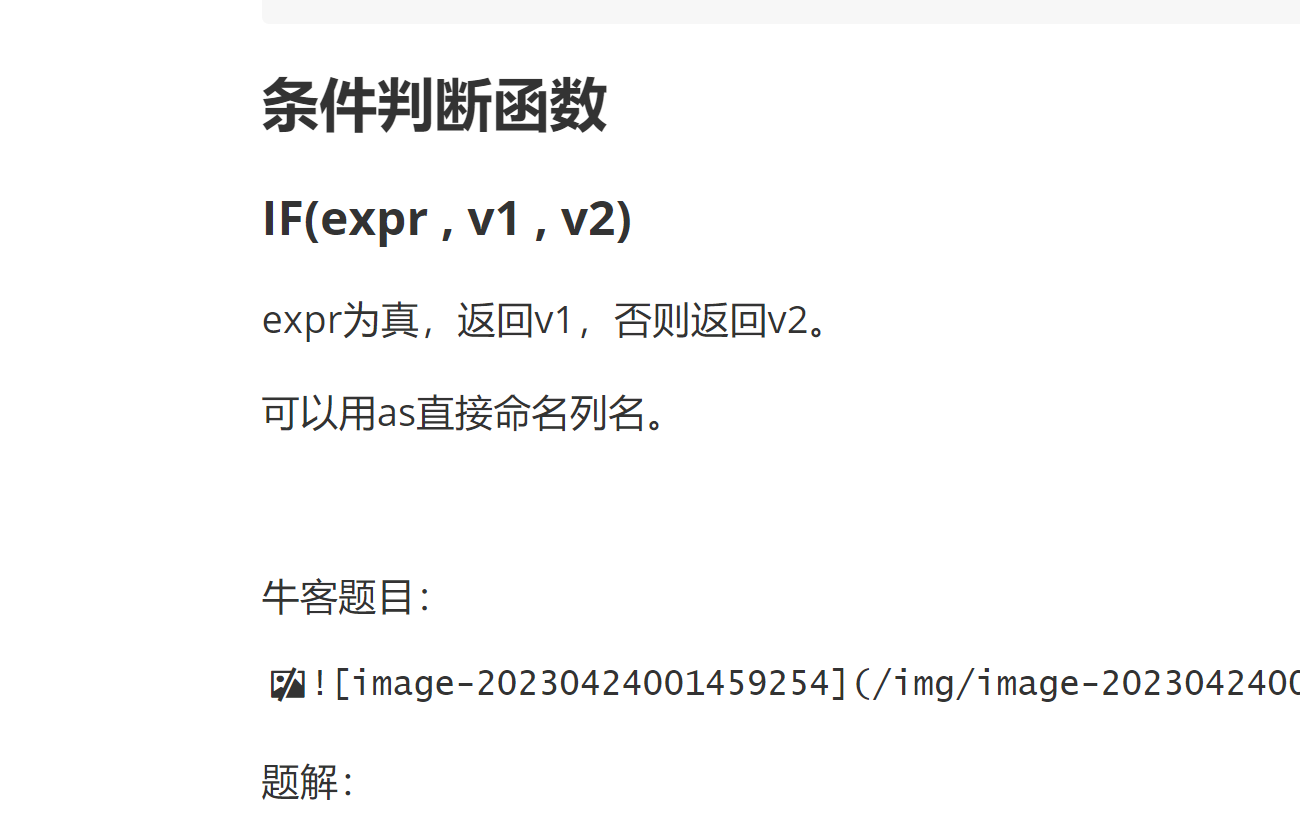 条件判断函数
IF(expr , v1 , v2)
expr为真，返回v1，否则返回v2。
可以用as直接命名列名。
牛客题目：
![image-20230424001459254](/img/image-202304240
题解：